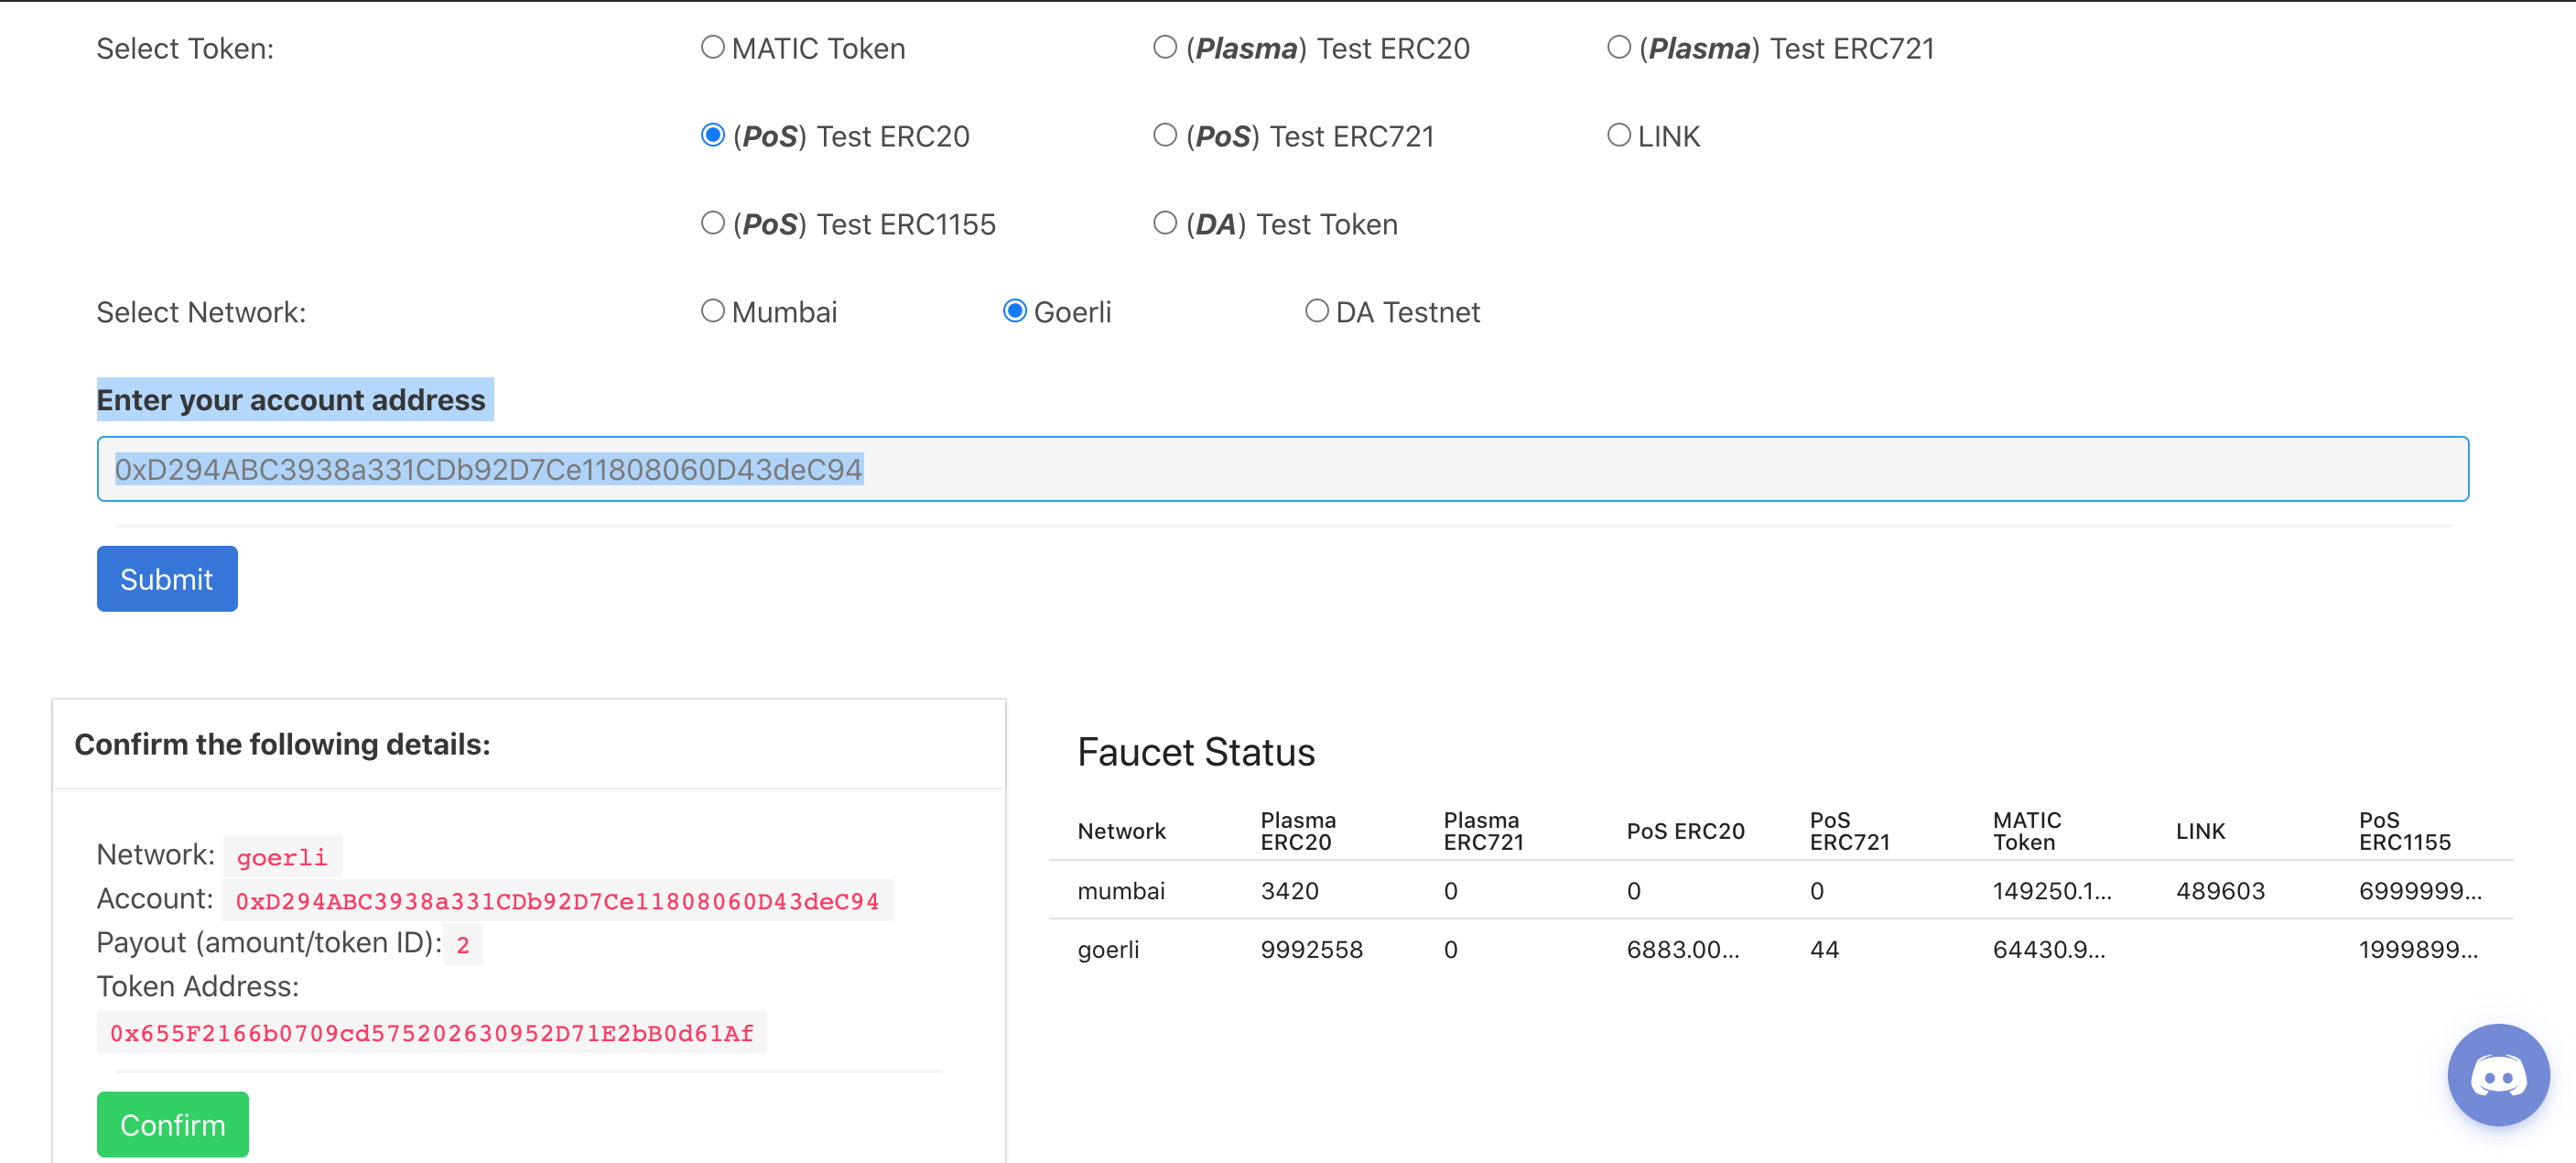 Select Token: MATIC Token (Plasma) Test ERC20 (Plasma) Test ERC721
(PoS) Test ERC20 (PoS) Test ERC721 LINK
(PoS) Test ERC1155 (DA) Test Token
Select Network: Mumbai Goerli DA Testnet
Enter your account address
0xD294ABC3938a331CDb92D7Ce11808060D43deC94
Submit
Confirm the following details:
Network: goerli
Account: 0xD294ABC3938a331CDb92D7Ce11808060D43deC94
Payout (amount/token ID): 2
Token Address:
0x655F2166b0709cd575202630952D71E2bB0d61Af
Confirm
Faucet Status
Network Plasma ERC20 Plasma ERC721 PoS ERC20 PoS ERC721 MATIC Token LINK PoS ERC1155
mumbai 3420 0 0 0 149250.1... 489603 6999999...
goerli 9992558 0 6883.00... 44 64430.9... 1999899...